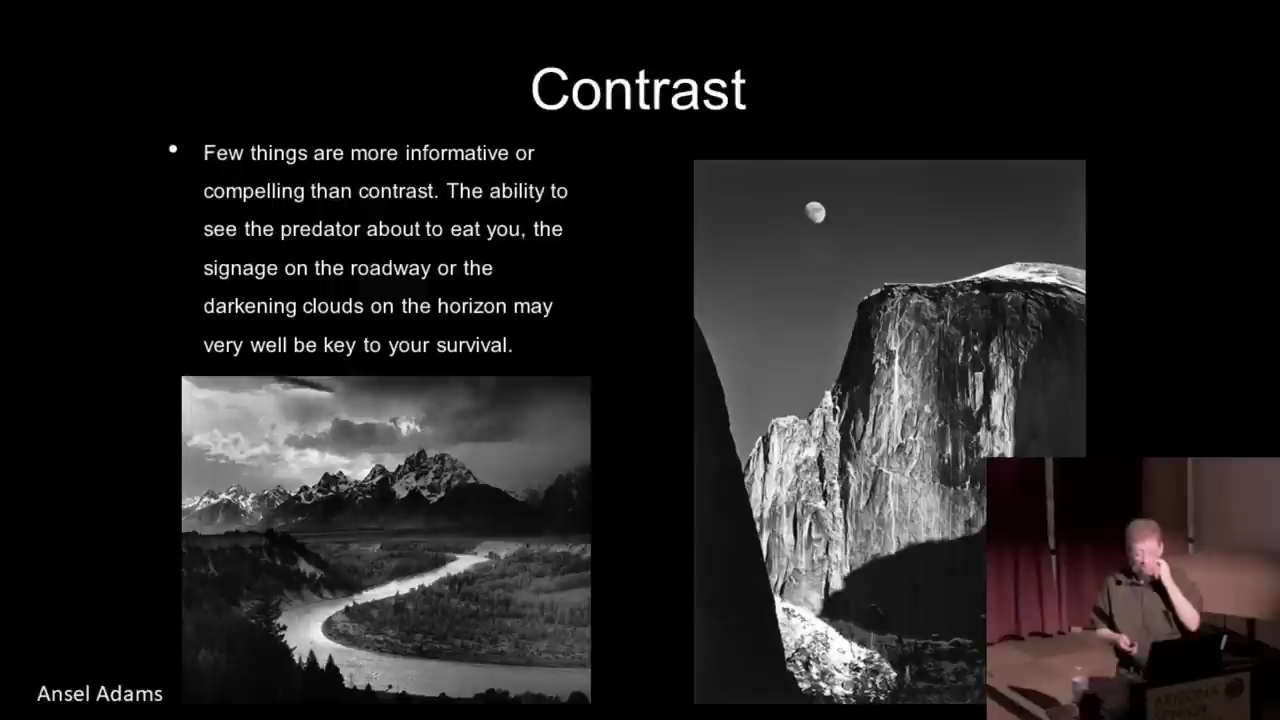 Contrast
• Few things are more informative or
compelling than contrast. The ability to
see the predator about to eat you, the
signage on the roadway or the
darkening clouds on the horizon may
very well be key to your survival.
Ansel Adams
ARIZONA